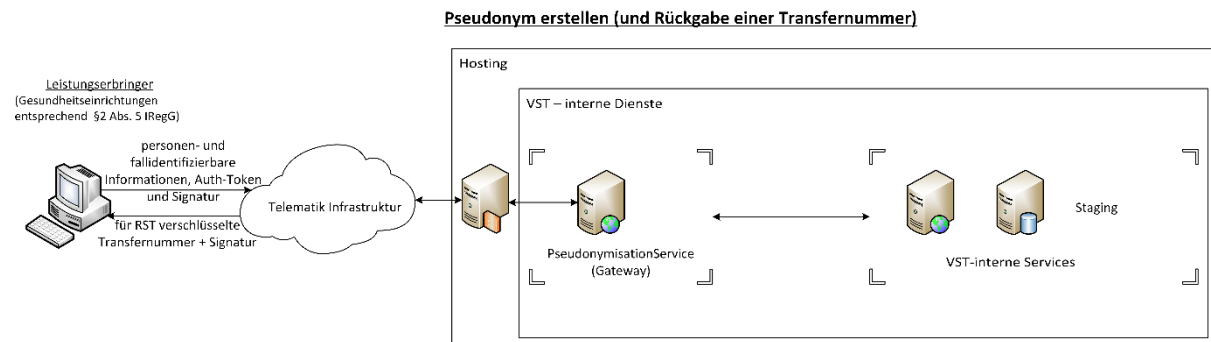 Pseudonym erstellen (und Rückgabe einer Transfernummer)
Hosting
Leistungserbringer
(Gesundheitseinrichtungen
entsprechend §2 Abs. 5 IRegG)
VST – interne Dienste
personen- und
fallidentifizierbare
Informationen, Auth-Token
und Signatur
Telematik Infrastruktur
für RST verschlüsselte
Transfernummer + Signatur
PseudonymisationService
(Gateway)
Staging
VST-interne Services